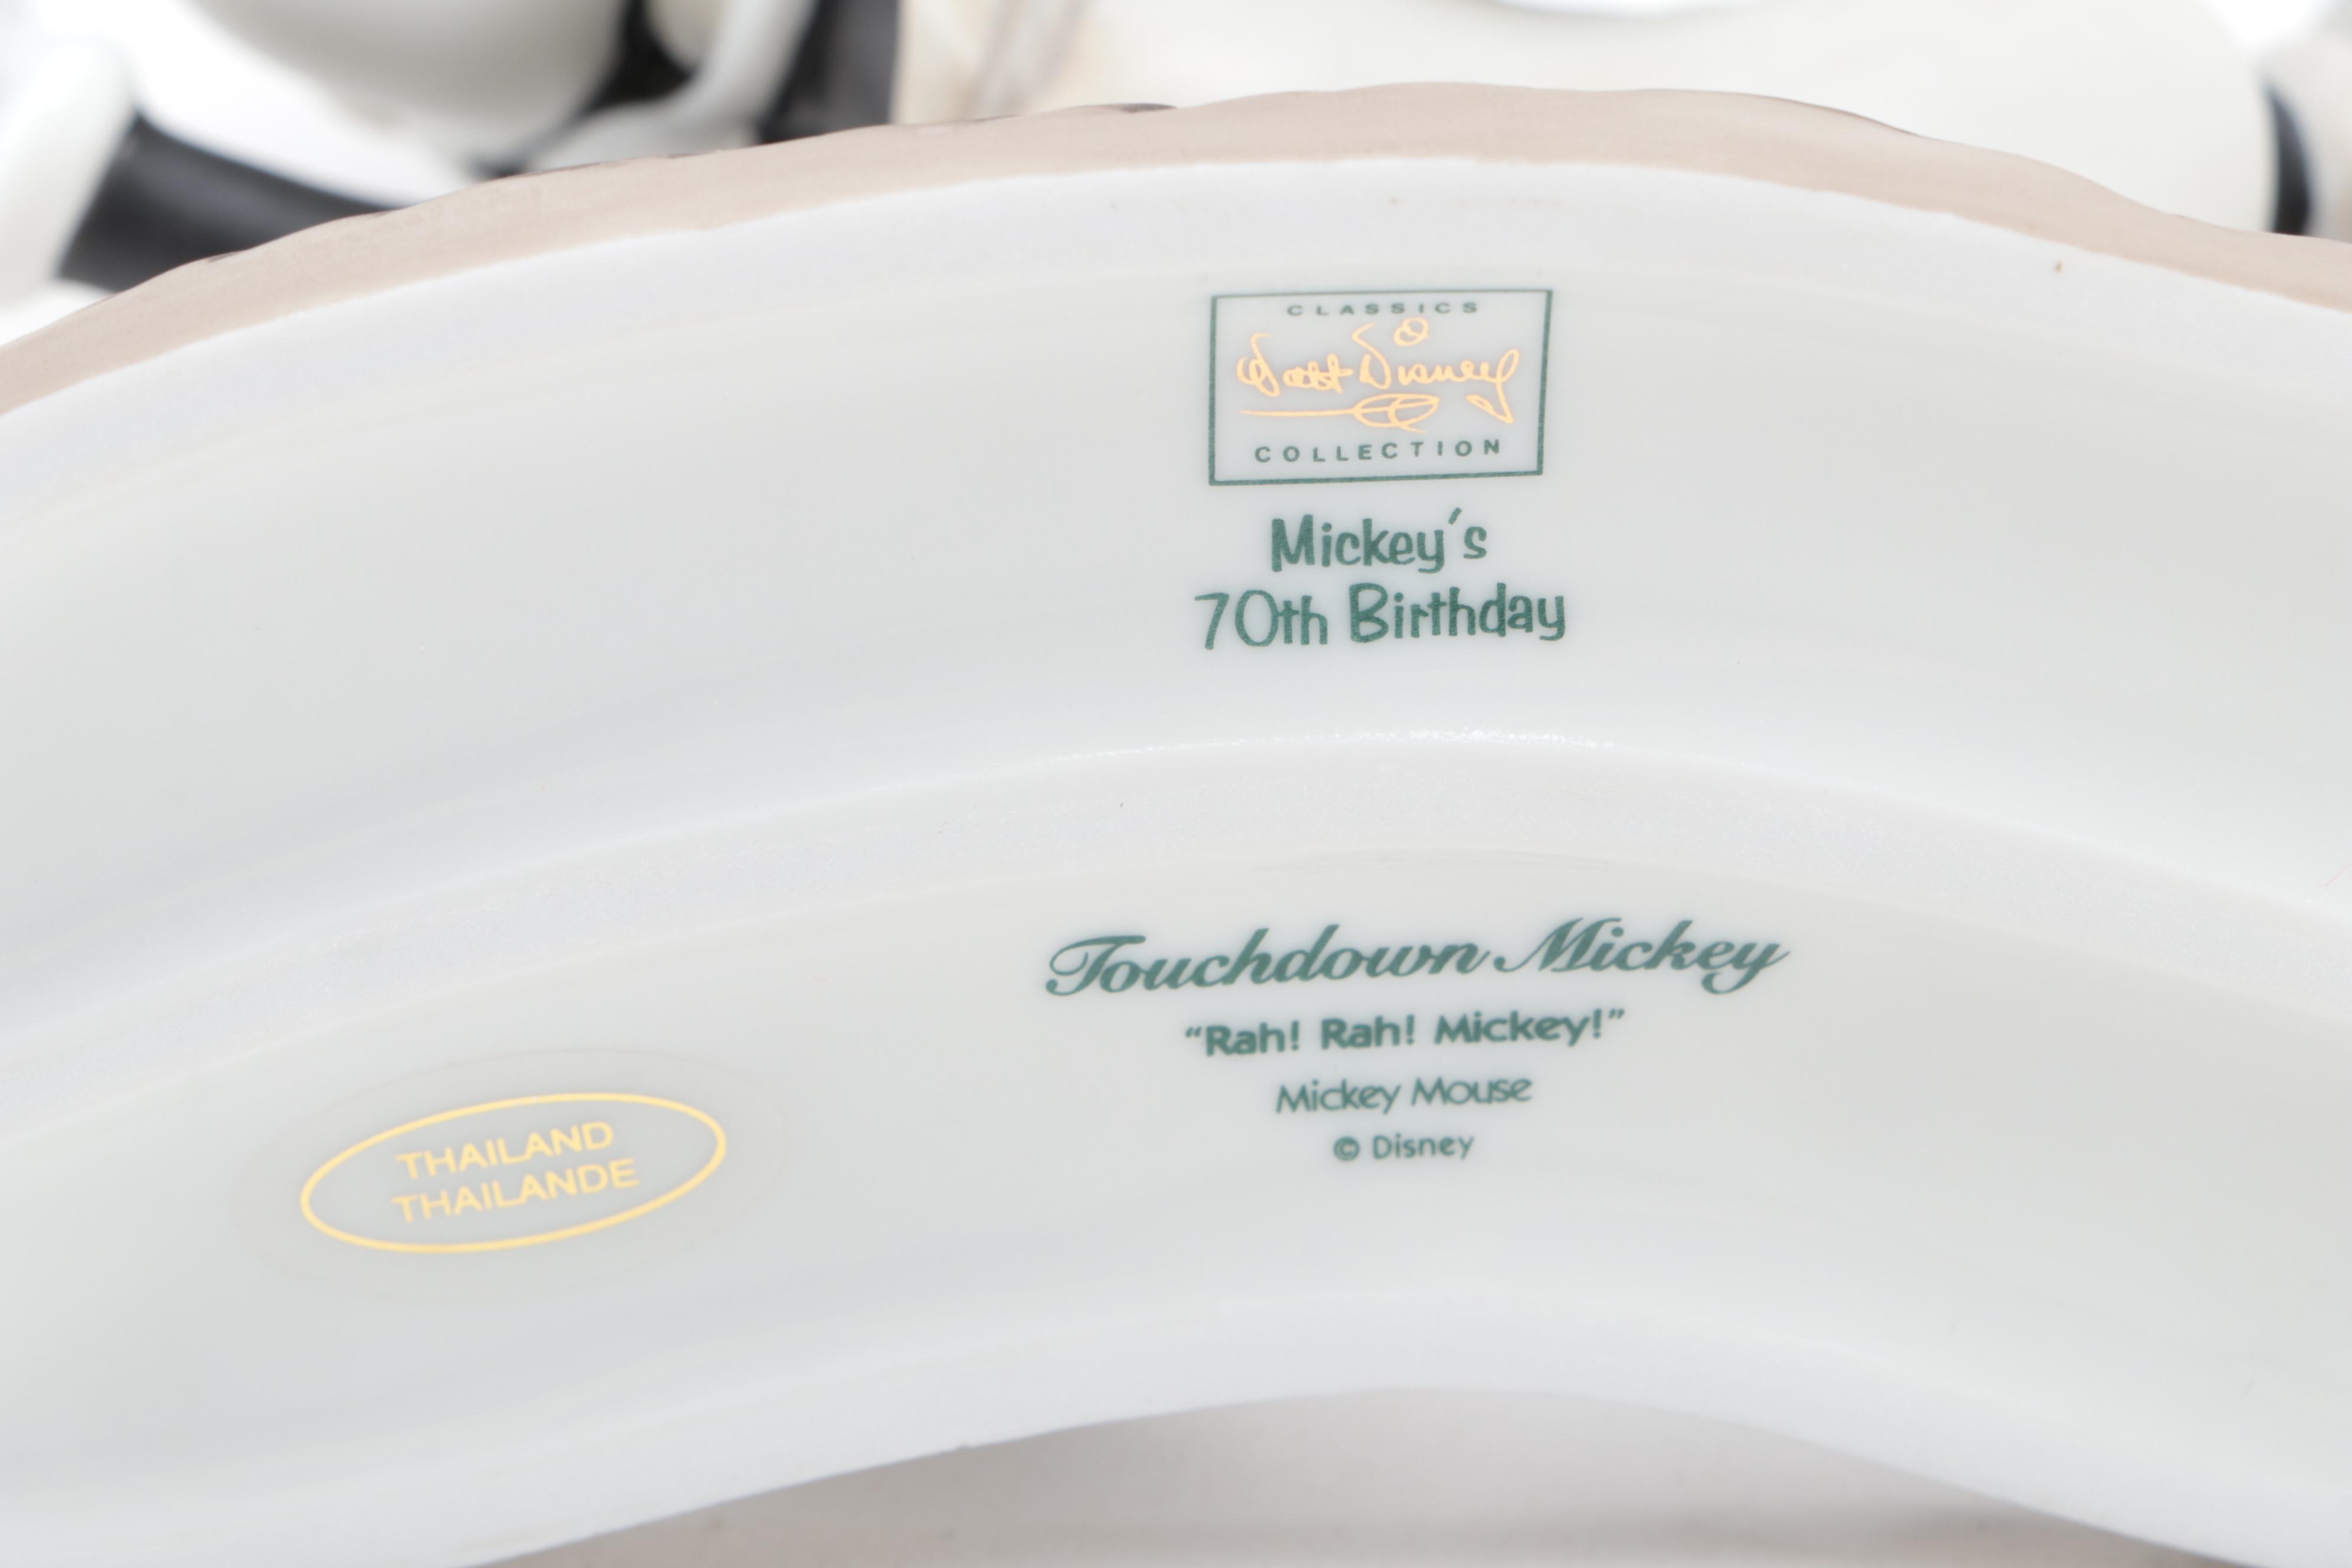 CLASSICS
Walt Disney
COLLECTION
Mickey's
70th Birthday
Touchdown Mickey
“Rah! Rah! Mickey!”
Mickey Mouse
© Disney
THAILAND
THAILANDE